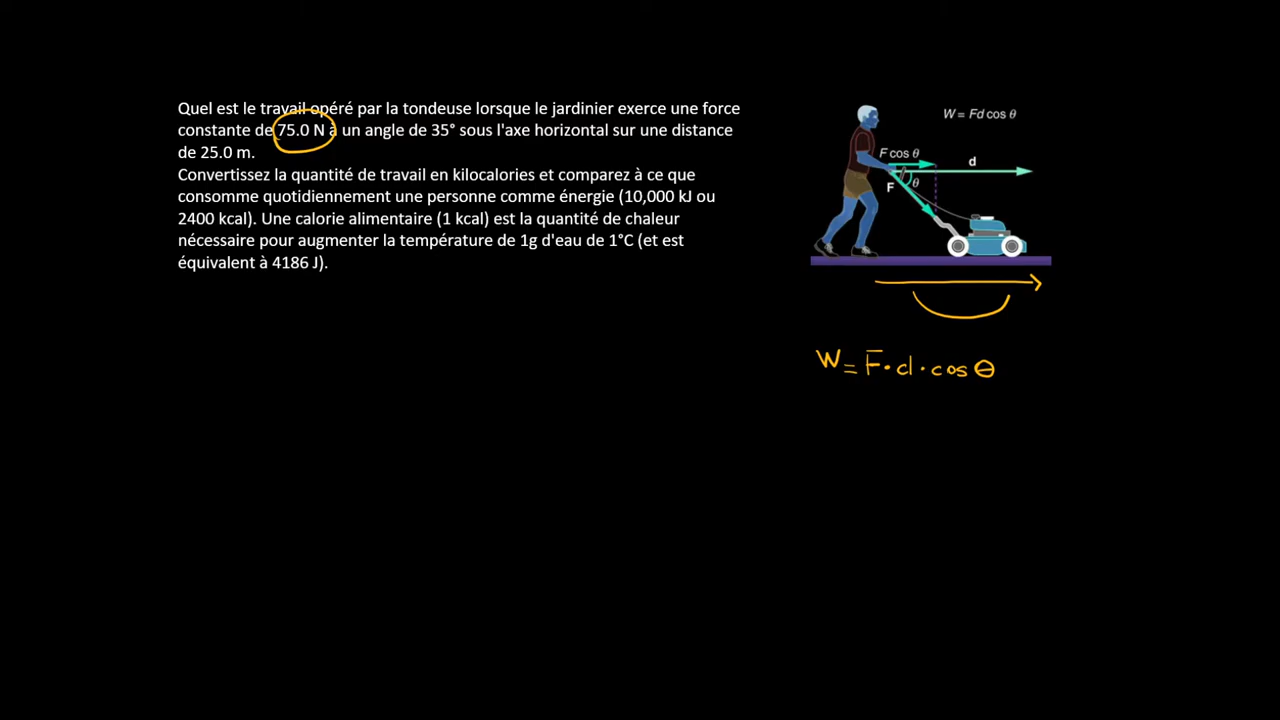 Quel est le travail opéré par la tondeuse lorsque le jardinier exerce une force
constante de 75.0 N à un angle de 35° sous l'axe horizontal sur une distance
de 25.0 m.
Convertissez la quantité de travail en kilocalories et comparez à ce que
consomme quotidiennement une personne comme énergie (10,000 kJ ou
2400 kcal). Une calorie alimentaire (1 kcal) est la quantité de chaleur
nécessaire pour augmenter la température de 1g d'eau de 1°C (et est
équivalent à 4186 J).
W = Fd cos θ
F cos θ
d
F
θ
W = F̅ · d · cos θ